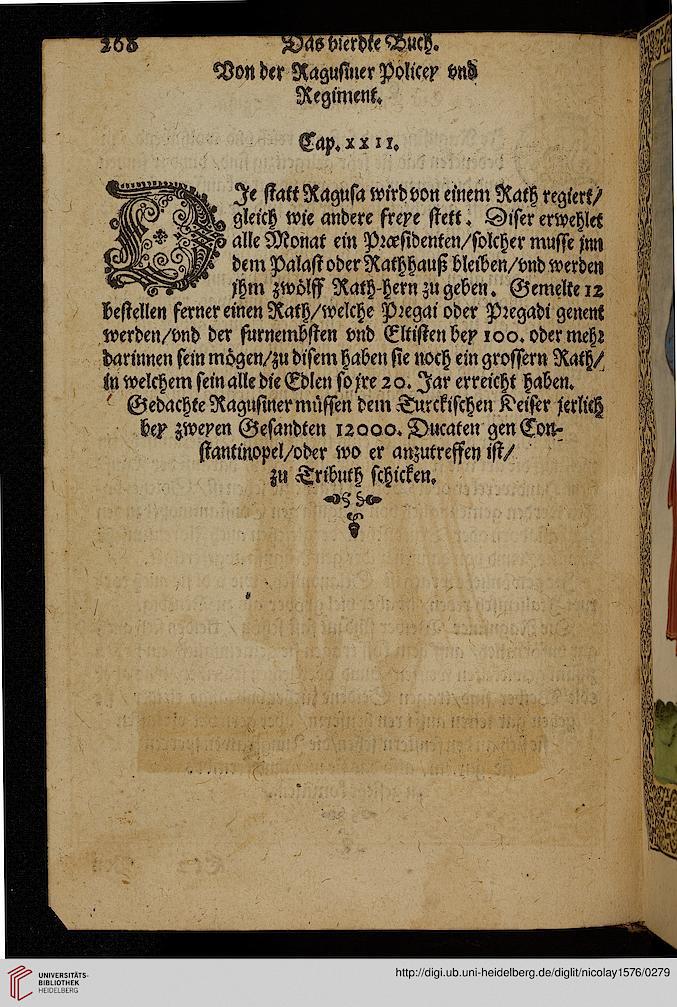 268 Das vierdte Buch.
Von der Ragusiner Policey vnd
Regiment.
Cap. XXII.
DJe statt Ragusa wird von einem Rath regiert/
gleich wie andere freye stett. Diser erwehlet
alle Monat ein Præsidenten/solcher musse jnn
dem Palast oder Rathhauß bleiben/vnd werden
jhm zwölff Rath-hern zu geben. Gemelte 12
bestellen ferner einen Rath/welche Pregai oder Pregadi genent
werden/vnd der furnembsten vnd Eltisten bey 100. oder mehr
darinnen sein mögen/zu disem haben sie noch ein grossern Rath/
in welchem sein alle die Edlen so jre 20. Jar erreicht haben.
Gedachte Ragusiner müssen dem Turckischen Keiser jerlich
bey zweyen Gesandten 12000. Ducaten gen Con-
stantinopel/oder wo er anzutreffen ist/
zu Tributh schicken.
UNIVERSITÄTS-
BIBLIOTHEK
HEIDELBERG
http://digi.ub.uni-heidelberg.de/diglit/nicolay1576/0279